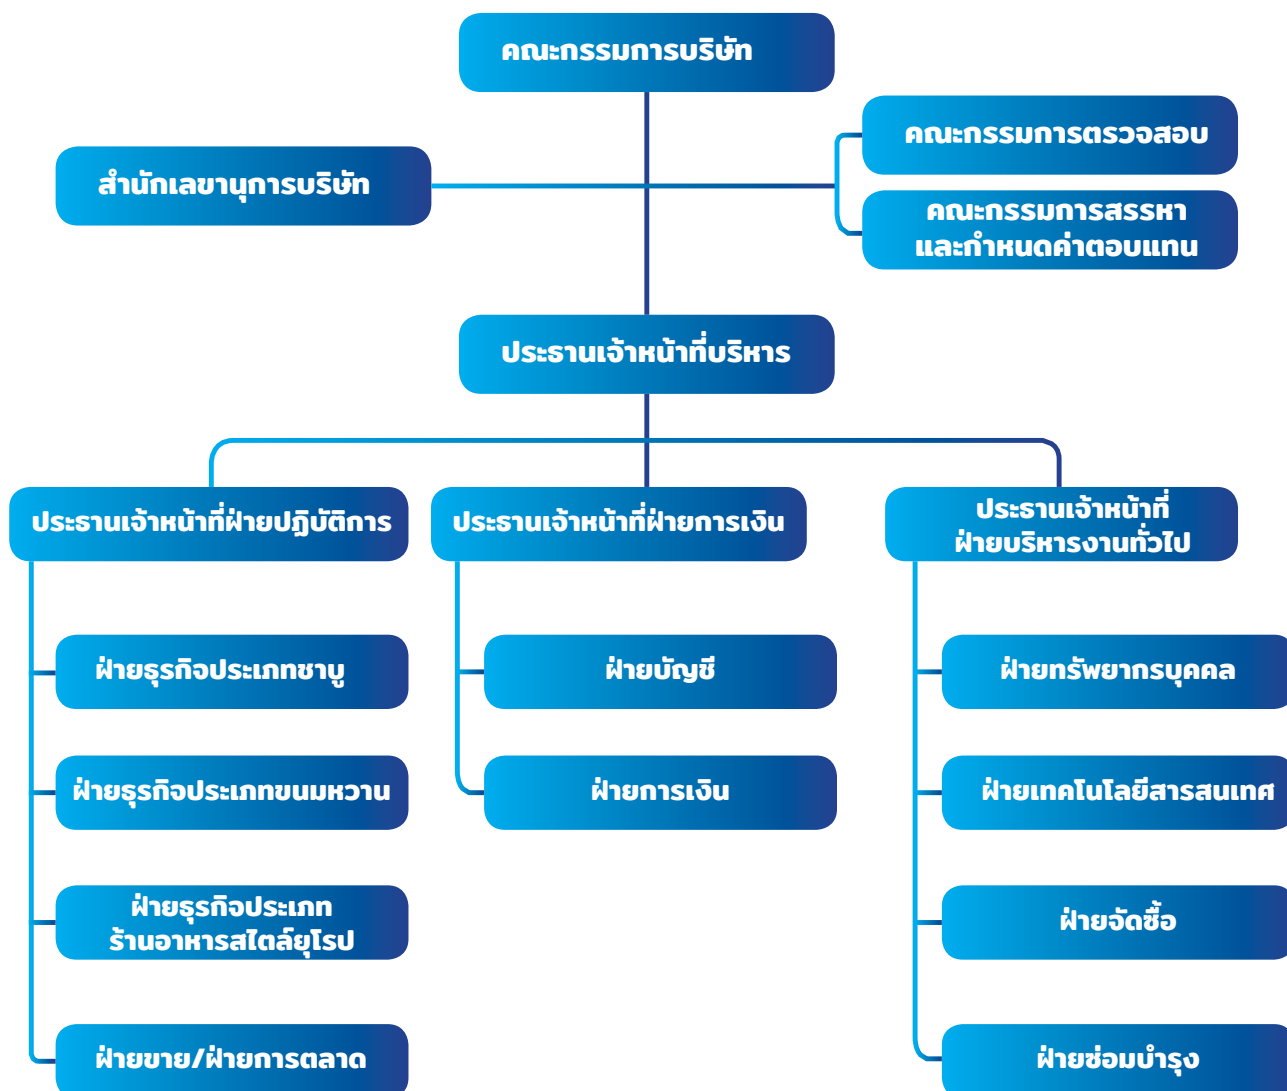 คณะกรรมการบริษัท
คณะกรรมการตรวจสอบ
สำนักเลขานุการบริษัท
คณะกรรมการสรรหา
และกำหนดค่าตอบแทน
ประธานเจ้าหน้าที่บริหาร
ประธานเจ้าหน้าที่ฝ่ายปฏิบัติการ
ประธานเจ้าหน้าที่ฝ่ายการเงิน
ประธานเจ้าหน้าที่
ฝ่ายบริหารงานทั่วไป
ฝ่ายธุรกิจประเภทชาบู
ฝ่ายบัญชี
ฝ่ายทรัพยากรบุคคล
ฝ่ายธุรกิจประเภทขนมหวาน
ฝ่ายการเงิน
ฝ่ายเทคโนโลยีสารสนเทศ
ฝ่ายธุรกิจประเภท
ร้านอาหารสไตล์ยุโรป
ฝ่ายจัดซื้อ
ฝ่ายขาย/ฝ่ายการตลาด
ฝ่ายซ่อมบำรุง